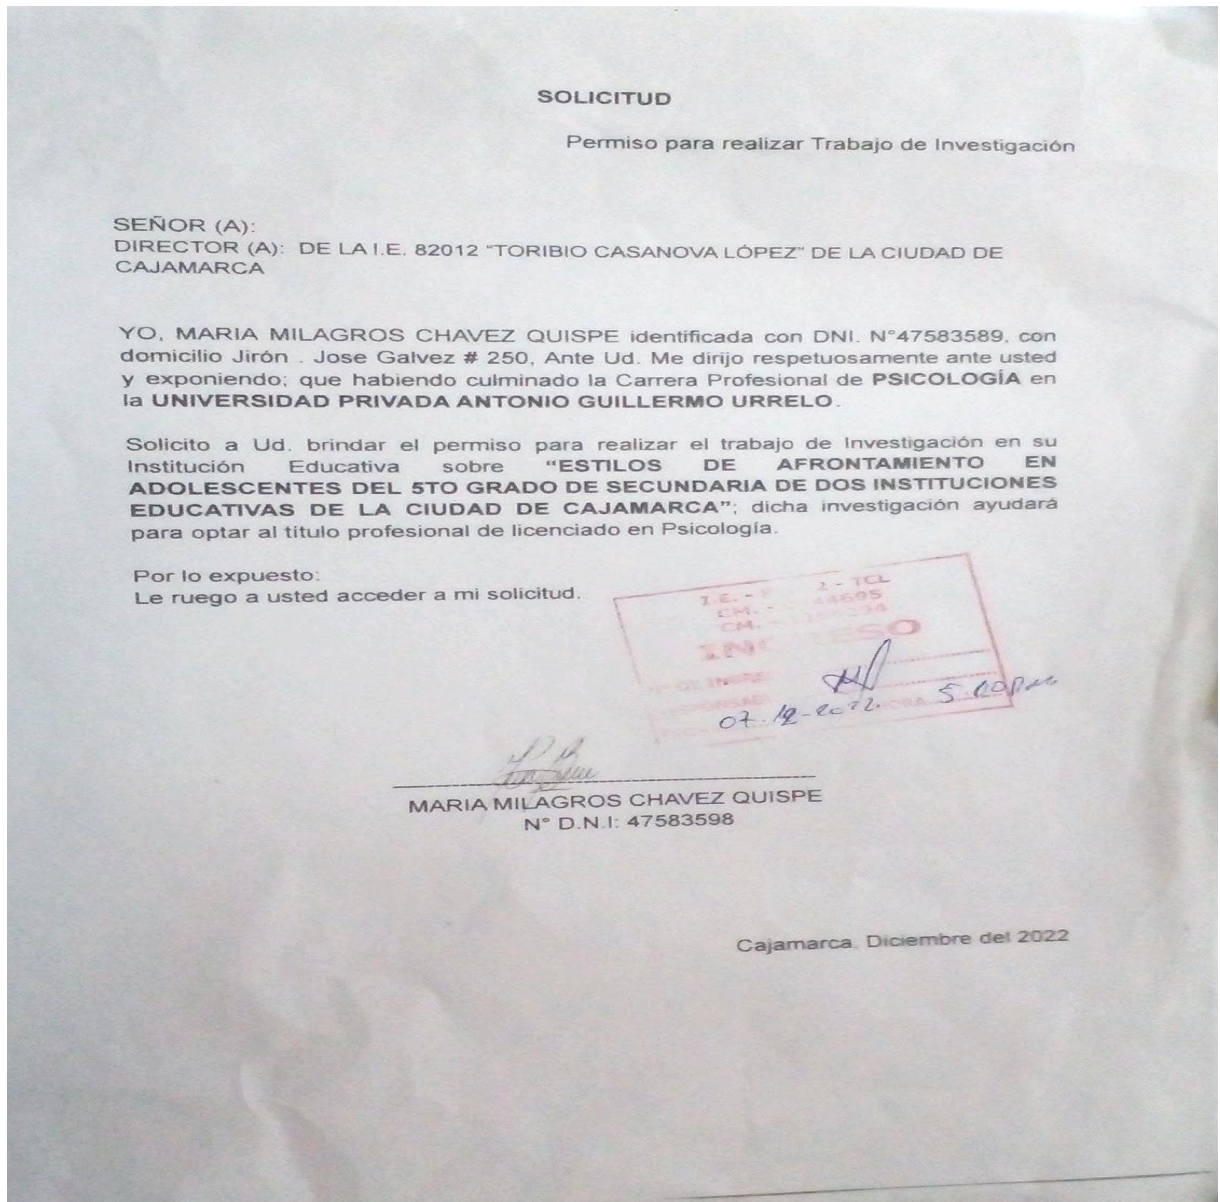 SOLICITUD
Permiso para realizar Trabajo de Investigación
SEÑOR (A):
DIRECTOR (A): DE LA I.E. 82012 “TORIBIO CASANOVA LÓPEZ” DE LA CIUDAD DE
CAJAMARCA
YO, MARIA MILAGROS CHAVEZ QUISPE identificada con DNI. N°47583589, con
domicilio Jirón . Jose Galvez # 250, Ante Ud. Me dirijo respetuosamente ante usted
y exponiendo; que habiendo culminado la Carrera Profesional de PSICOLOGÍA en
la UNIVERSIDAD PRIVADA ANTONIO GUILLERMO URRELO.
Solicito a Ud. brindar el permiso para realizar el trabajo de Investigación en su
Institución Educativa sobre “ESTILOS DE AFRONTAMIENTO EN
ADOLESCENTES DEL 5TO GRADO DE SECUNDARIA DE DOS INSTITUCIONES
EDUCATIVAS DE LA CIUDAD DE CAJAMARCA”; dicha investigación ayudará
para optar al título profesional de licenciado en Psicología.
Por lo expuesto:
Le ruego a usted acceder a mi solicitud.
I.E. - 2 - TCL
CM. -
CM. -
07-12-2022 5:00pm
MARIA MILAGROS CHAVEZ QUISPE
N° D.N.I: 47583598
Cajamarca, Diciembre del 2022